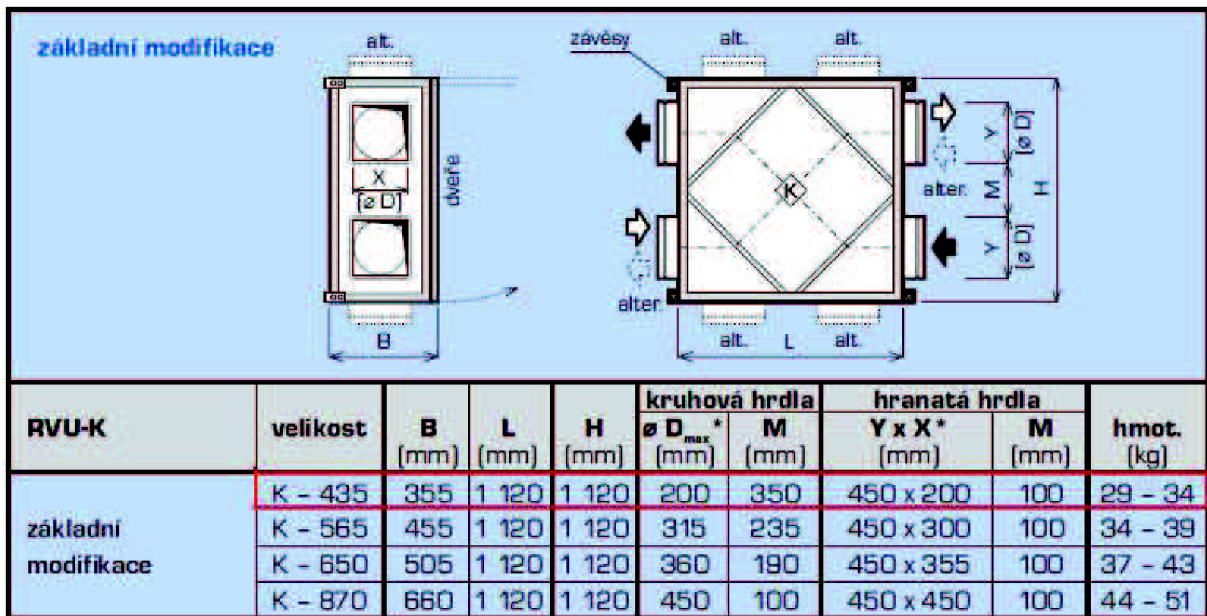 základní modifikace
alt.
závěsy
alt.
alt.
X
[ø D]
dveře
B
K
alter.
alter.
Y
[ø D]
M
Y
[ø D]
H
alt.
L
alt.
RVU-K
velikost
B
[mm]
L
[mm]
H
[mm]
kruhová hrdla
ø Dmax *
[mm]
M
[mm]
hranatá hrdla
Y x X *
[mm]
M
[mm]
hmot.
[kg]
základní
modifikace
K – 435 355 1 120 1 120 200 350 450 x 200 100 29 – 34
K – 565 455 1 120 1 120 315 235 450 x 300 100 34 – 39
K – 650 505 1 120 1 120 360 190 450 x 355 100 37 – 43
K – 870 660 1 120 1 120 450 100 450 x 450 100 44 – 51